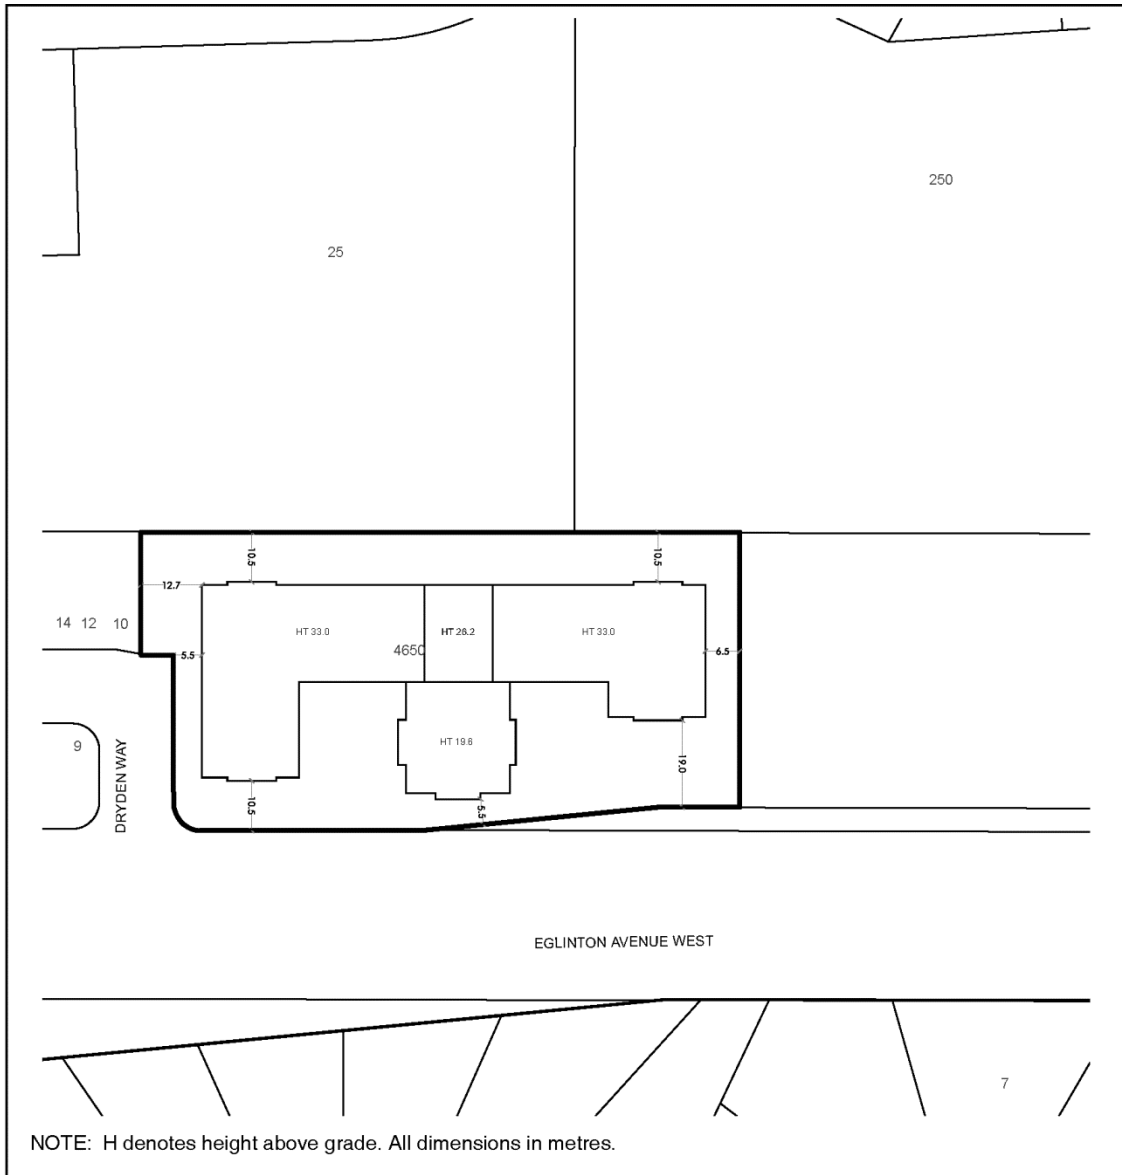 250
25
10.5
10.5
12.7
14 12 10
HT 33.0
HT 26.2
HT 33.0
4650
5.5
6.5
9
DRYDEN WAY
HT 19.6
19.0
10.5
5.5
EGLINTON AVENUE WEST
7
NOTE: H denotes height above grade. All dimensions in metres.